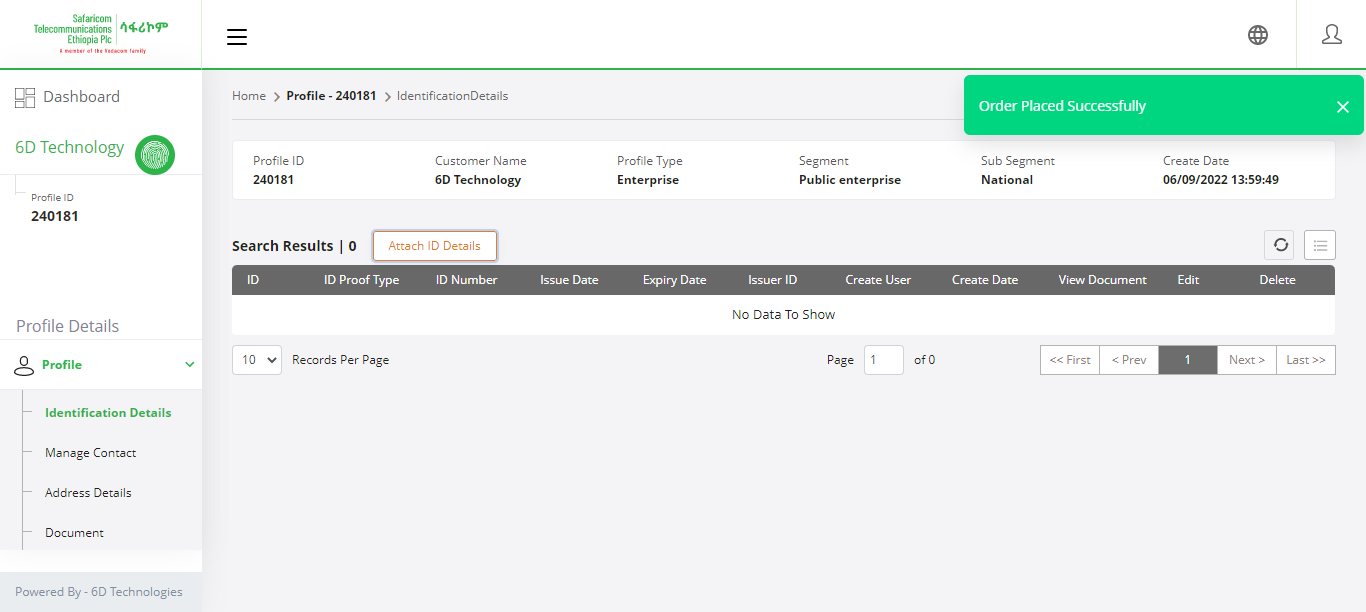 Safaricom
Telecommunications
Ethiopia Plc
ሳፋሪኮም
A member of the Vodacom family
Dashboard
6D Technology
Profile ID
240181
Profile Details
Profile
Identification Details
Manage Contact
Address Details
Document
Powered By - 6D Technologies
Home > Profile - 240181 > IdentificationDetails
Order Placed Successfully
Profile ID Customer Name Profile Type Segment Sub Segment Create Date
240181 6D Technology Enterprise Public enterprise National 06/09/2022 13:59:49
Search Results | 0 Attach ID Details
ID ID Proof Type ID Number Issue Date Expiry Date Issuer ID Create User Create Date View Document Edit Delete
No Data To Show
10 Records Per Page Page 1 of 0 << First < Prev 1 Next > Last >>